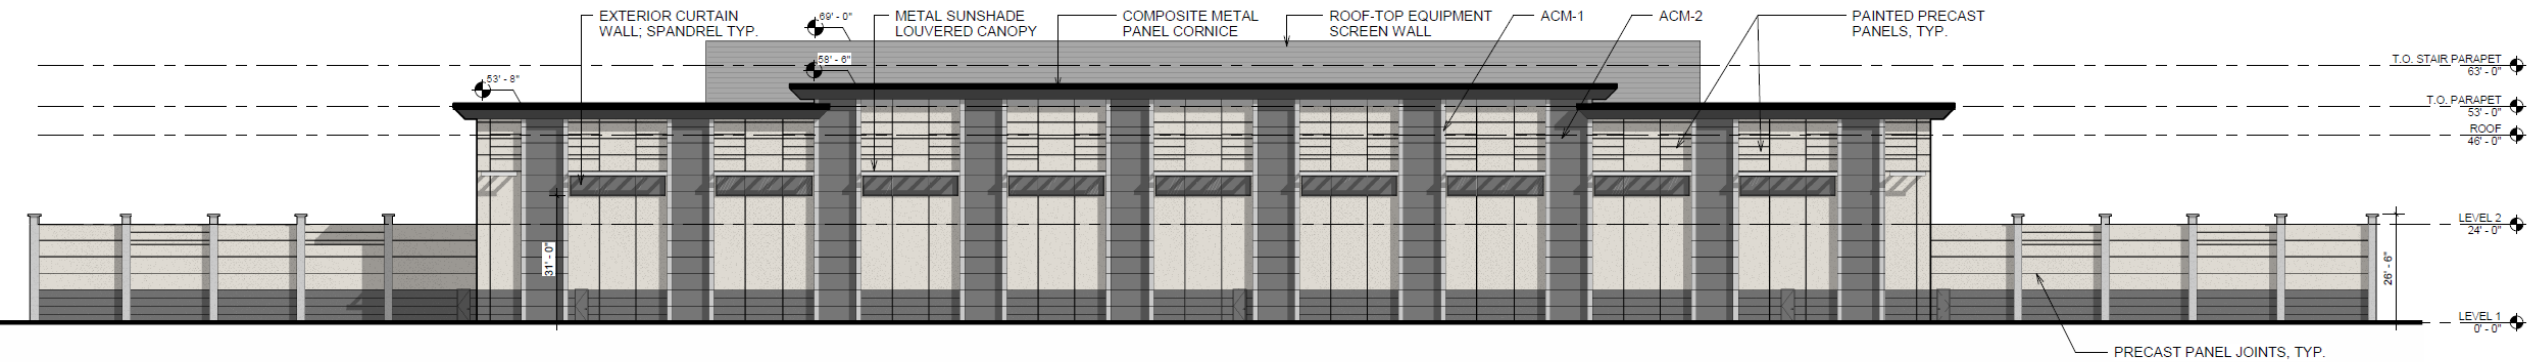 EXTERIOR CURTAIN
WALL; SPANDREL TYP.
METAL SUNSHADE
LOUVERED CANOPY
COMPOSITE METAL
PANEL CORNICE
ROOF-TOP EQUIPMENT
SCREEN WALL
ACM-1
ACM-2
PAINTED PRECAST
PANELS, TYP.
69' - 0"
58' - 6"
53' - 8"
T.O. STAIR PARAPET
63' - 0"
T.O. PARAPET
53' - 0"
ROOF
46' - 0"
LEVEL 2
24' - 0"
31' - 0"
26' - 6"
LEVEL 1
0' - 0"
PRECAST PANEL JOINTS, TYP.